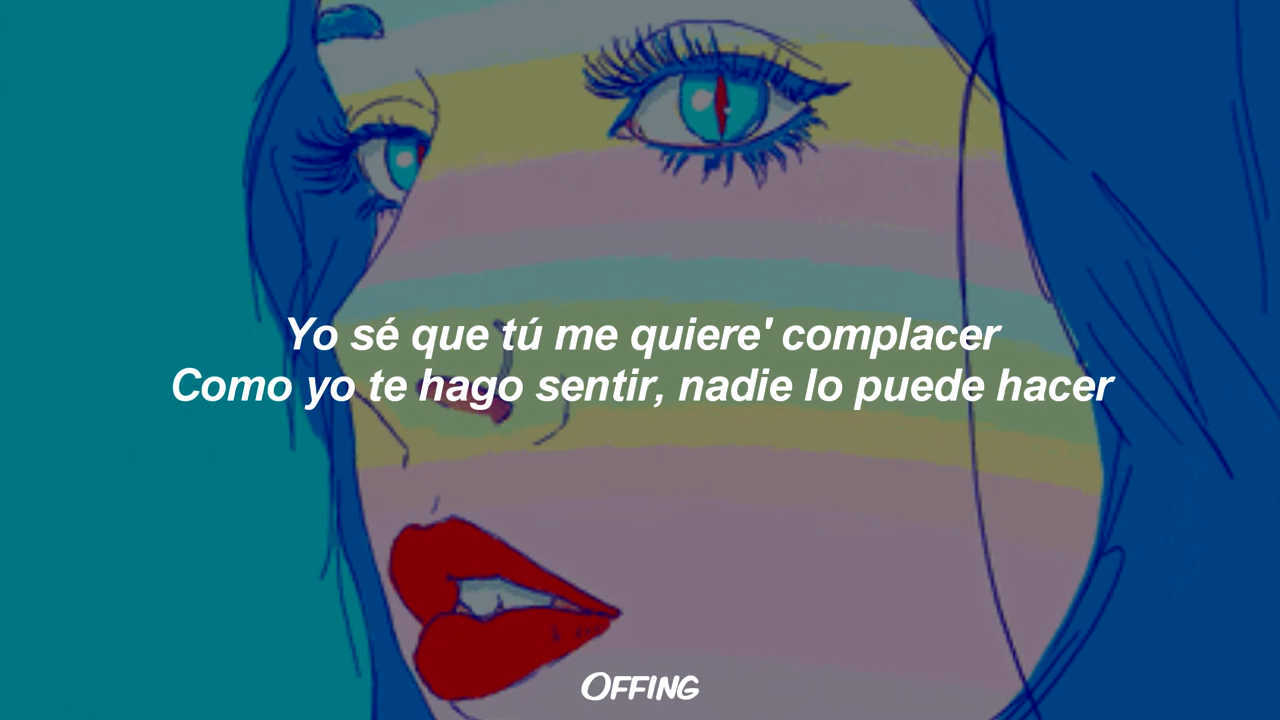 Yo sé que tú me quiere' complacer
Como yo te hago sentir, nadie lo puede hacer
OFFING